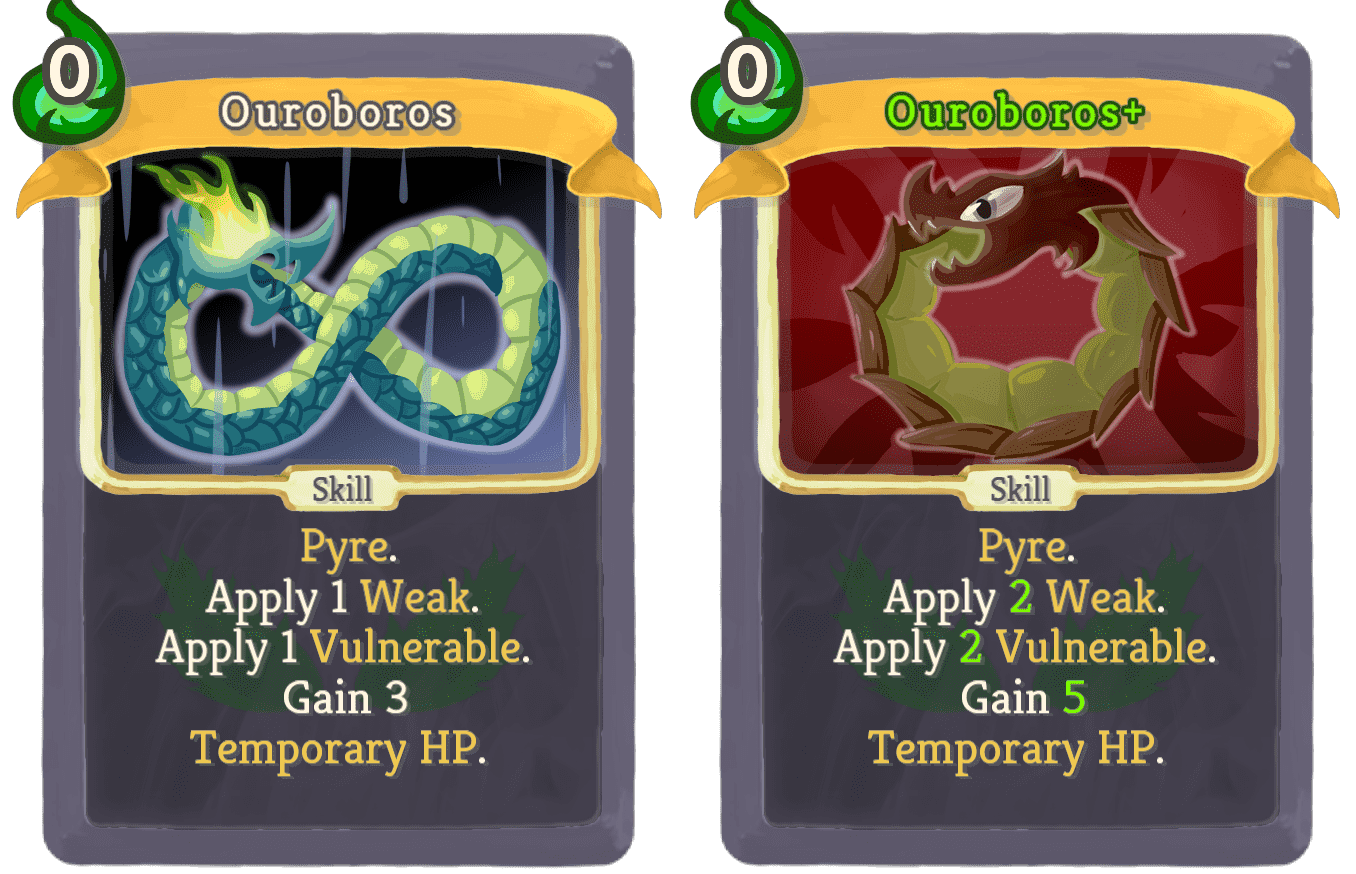 0
Ouroboros
Skill
Pyre.
Apply 1 Weak.
Apply 1 Vulnerable.
Gain 3
Temporary HP.
0
Ouroboros+
Skill
Pyre.
Apply 2 Weak.
Apply 2 Vulnerable.
Gain 5
Temporary HP.